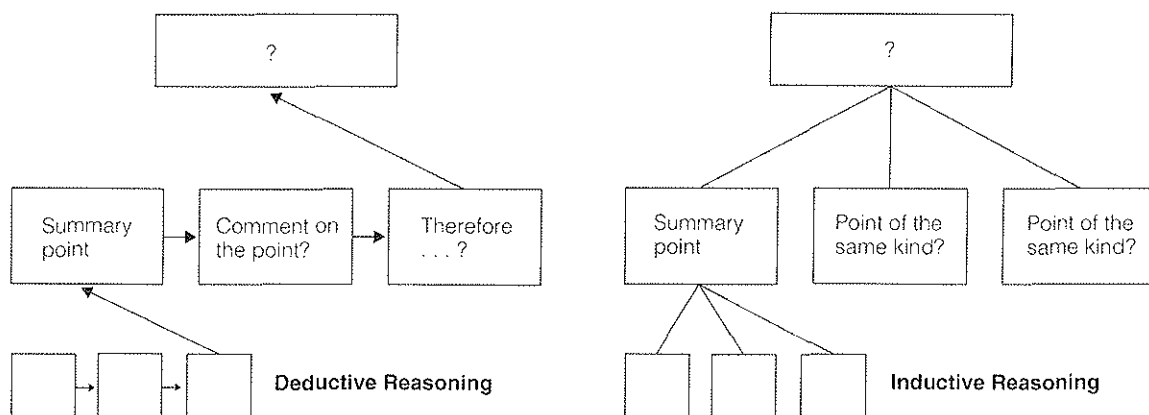 ?
Summary
point
Comment on
the point?
Therefore
. . . ?
Deductive Reasoning
?
Summary
point
Point of the
same kind?
Point of the
same kind?
Inductive Reasoning